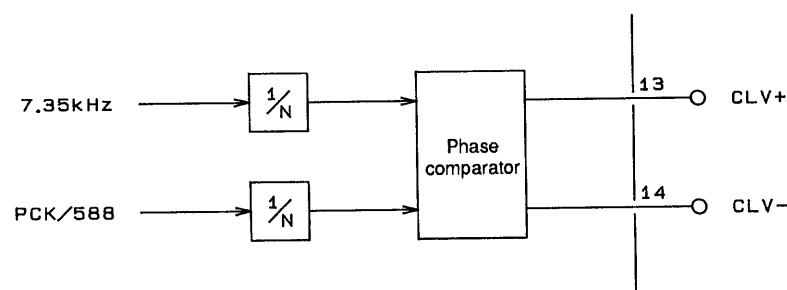 13
7.35kHz
1/N
CLV+
Phase
comparator
14
PCK/588
1/N
CLV-